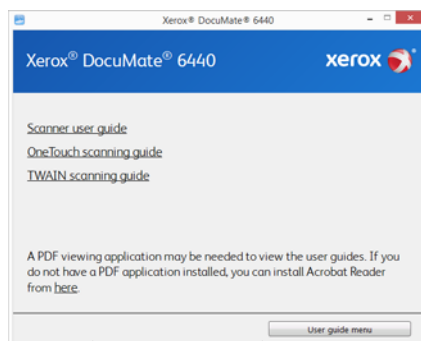 Xerox® DocuMate® 6440
Xerox® DocuMate® 6440
xerox
Scanner user guide
OneTouch scanning guide
TWAIN scanning guide
A PDF viewing application may be needed to view the user guides. If you
do not have a PDF application installed, you can install Acrobat Reader
from here.
User guide menu